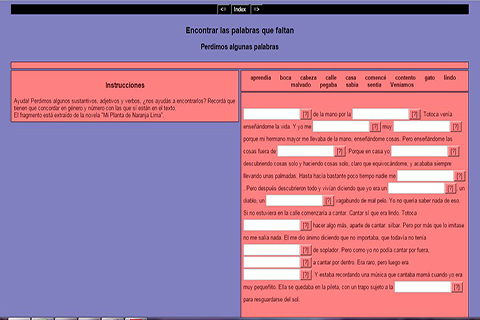 <= Index =>
Encontrar las palabras que faltan
Perdimos algunas palabras
Instrucciones
Ayuda! Perdimos algunos sustantivos, adjetivos y verbos, ¿nos ayudás a encontrarlos? Recordá que
tienen que concordar en género y número con las que sí están en el texto.
El fragmento está extraído de la novela "Mi Planta de Naranja Lima".
aprendía boca cabeza calle casa comencé contento gato lindo
malvado pegaba sabía sentía Veníamos
[?] de la mano por la [?] Totoca venía
enseñándome la vida. Y yo me [?] muy [?]
porque mi hermano mayor me llevaba de la mano, enseñándome cosas. Pero enseñándome las
cosas fuera de [?] Porque en casa yo [?]
descubriendo cosas solo y haciendo cosas solo, claro que equivocándome, y acababa siempre
llevando unas palmadas. Hasta hacía bastante poco tiempo nadie me [?]
. Pero después descubrieron todo y vivían diciendo que yo era un [?] , un
diablo, un [?] vagabundo de mal pelo. Yo no quería saber nada de eso.
Si no estuviera en la calle comenzaría a cantar. Cantar sí que era lindo. Totoca
[?] hacer algo más, aparte de cantar: silbar. Pero por más que lo imitase
no me salía nada. Él me dio ánimo diciendo que no importaba, que todavía no tenía
[?] de soplador. Pero como yo no podía cantar por fuera,
[?] a cantar por dentro. Era raro, pero luego era
[?] Y estaba recordando una música que cantaba mamá cuando yo era
muy pequeñito. Ella se quedaba en la pileta, con un trapo sujeto a la [?]
para resguardarse del sol.